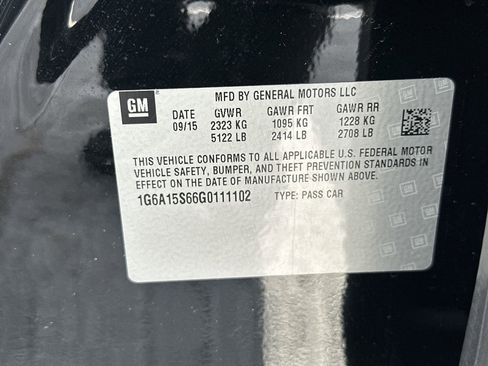 GM
MFD BY GENERAL MOTORS LLC
DATE GVWR GAWR FRT GAWR RR
09/15 2323 KG 1095 KG 1228 KG
5122 LB 2414 LB 2708 LB
THIS VEHICLE CONFORMS TO ALL APPLICABLE U.S. FEDERAL MOTOR
VEHICLE SAFETY, BUMPER, AND THEFT PREVENTION STANDARDS IN
EFFECT ON THE DATE OF MANUFACTURE SHOWN ABOVE.
1G6A15S66G0111102 TYPE: PASS CAR